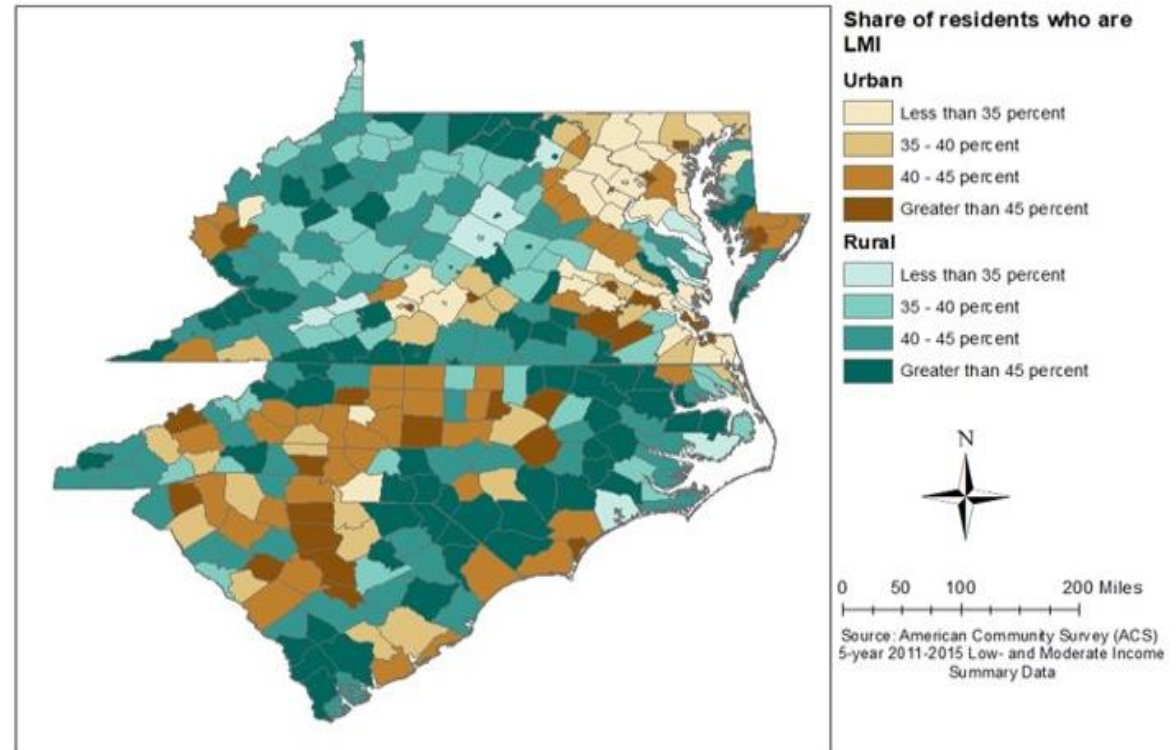 Share of residents who are
LMI
Urban
Less than 35 percent
35 - 40 percent
40 - 45 percent
Greater than 45 percent
Rural
Less than 35 percent
35 - 40 percent
40 - 45 percent
Greater than 45 percent
N
0 50 100 200 Miles
Source: American Community Survey (ACS)
5-year 2011-2015 Low- and Moderate Income
Summary Data